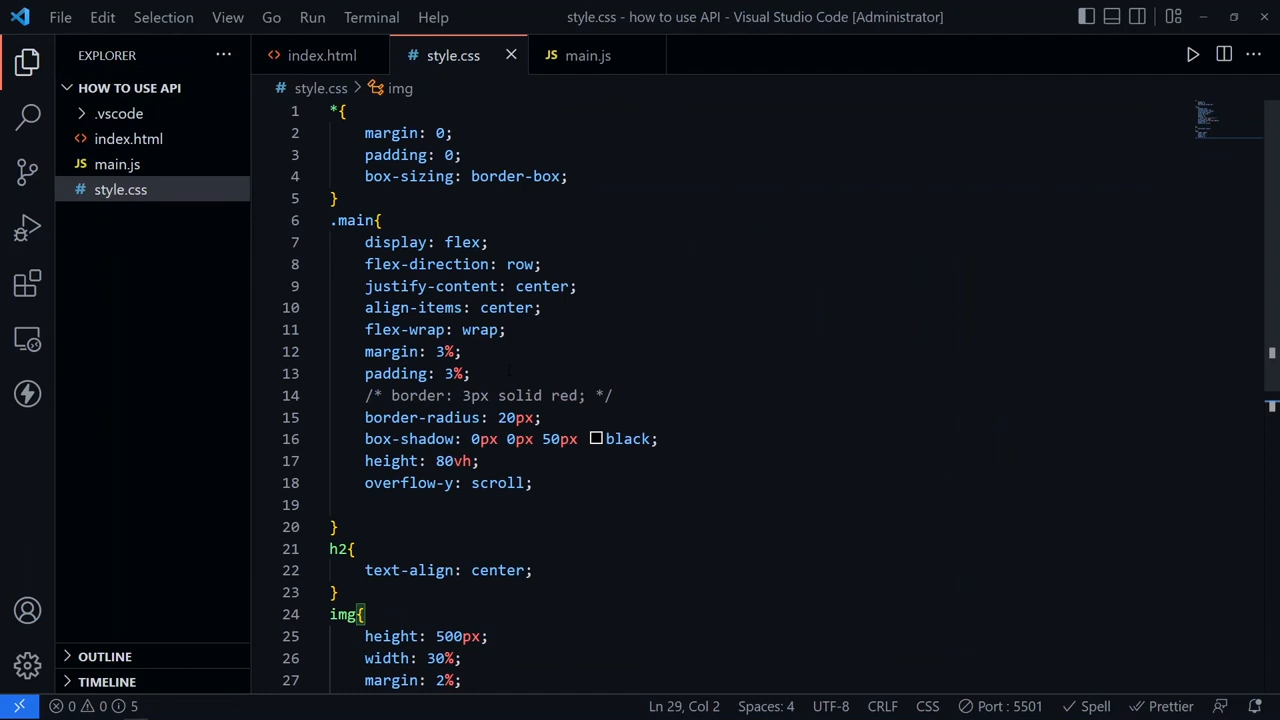 File Edit Selection View Go Run Terminal Help style.css - how to use API - Visual Studio Code [Administrator]
EXPLORER
HOW TO USE API
.vscode
index.html
JS main.js
# style.css
OUTLINE
TIMELINE
index.html # style.css JS main.js
# style.css > img
1 *{
2 margin: 0;
3 padding: 0;
4 box-sizing: border-box;
5 }
6 .main{
7 display: flex;
8 flex-direction: row;
9 justify-content: center;
10 align-items: center;
11 flex-wrap: wrap;
12 margin: 3%;
13 padding: 3%;
14 /* border: 3px solid red; */
15 border-radius: 20px;
16 box-shadow: 0px 0px 50px black;
17 height: 80vh;
18 overflow-y: scroll;
19
20 }
21 h2{
22 text-align: center;
23 }
24 img{
25 height: 500px;
26 width: 30%;
27 margin: 2%;
0 0 5 Ln 29, Col 2 Spaces: 4 UTF-8 CRLF CSS Port : 5501 Spell Prettier